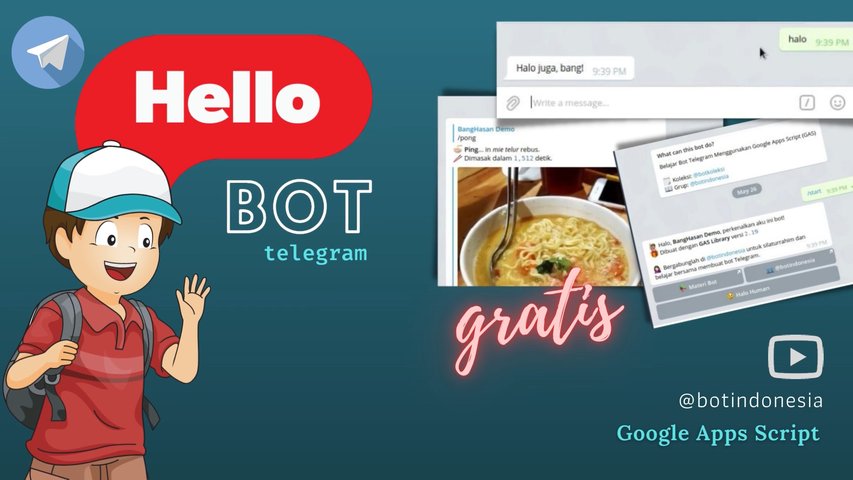 Hello
BOT
telegram
halo 9:39 PM
Halo juga, bang! 9:39 PM
Write a message...
BangHasan Demo
/pong
Ping... in mie telur rebus.
Dimasak dalam 1,512 detik.
What can this bot do?
Belajar Bot Telegram Menggunakan Google Apps Script (GAS)
Koleksi: @botkoleksi
Grup: @botindonesia
May 26
/start 9:39 PM
Halo, BangHasan Demo, perkenalkan aku ini bot!
Dibuat dengan GAS Library versi 2.19
Bergabunglah di @botindonesia untuk silaturrahim dan
belajar bersama membuat bot Telegram. 9:39 PM
Materi Bot
@botindonesia
Halo Human
gratis
@botindonesia
Google Apps Script